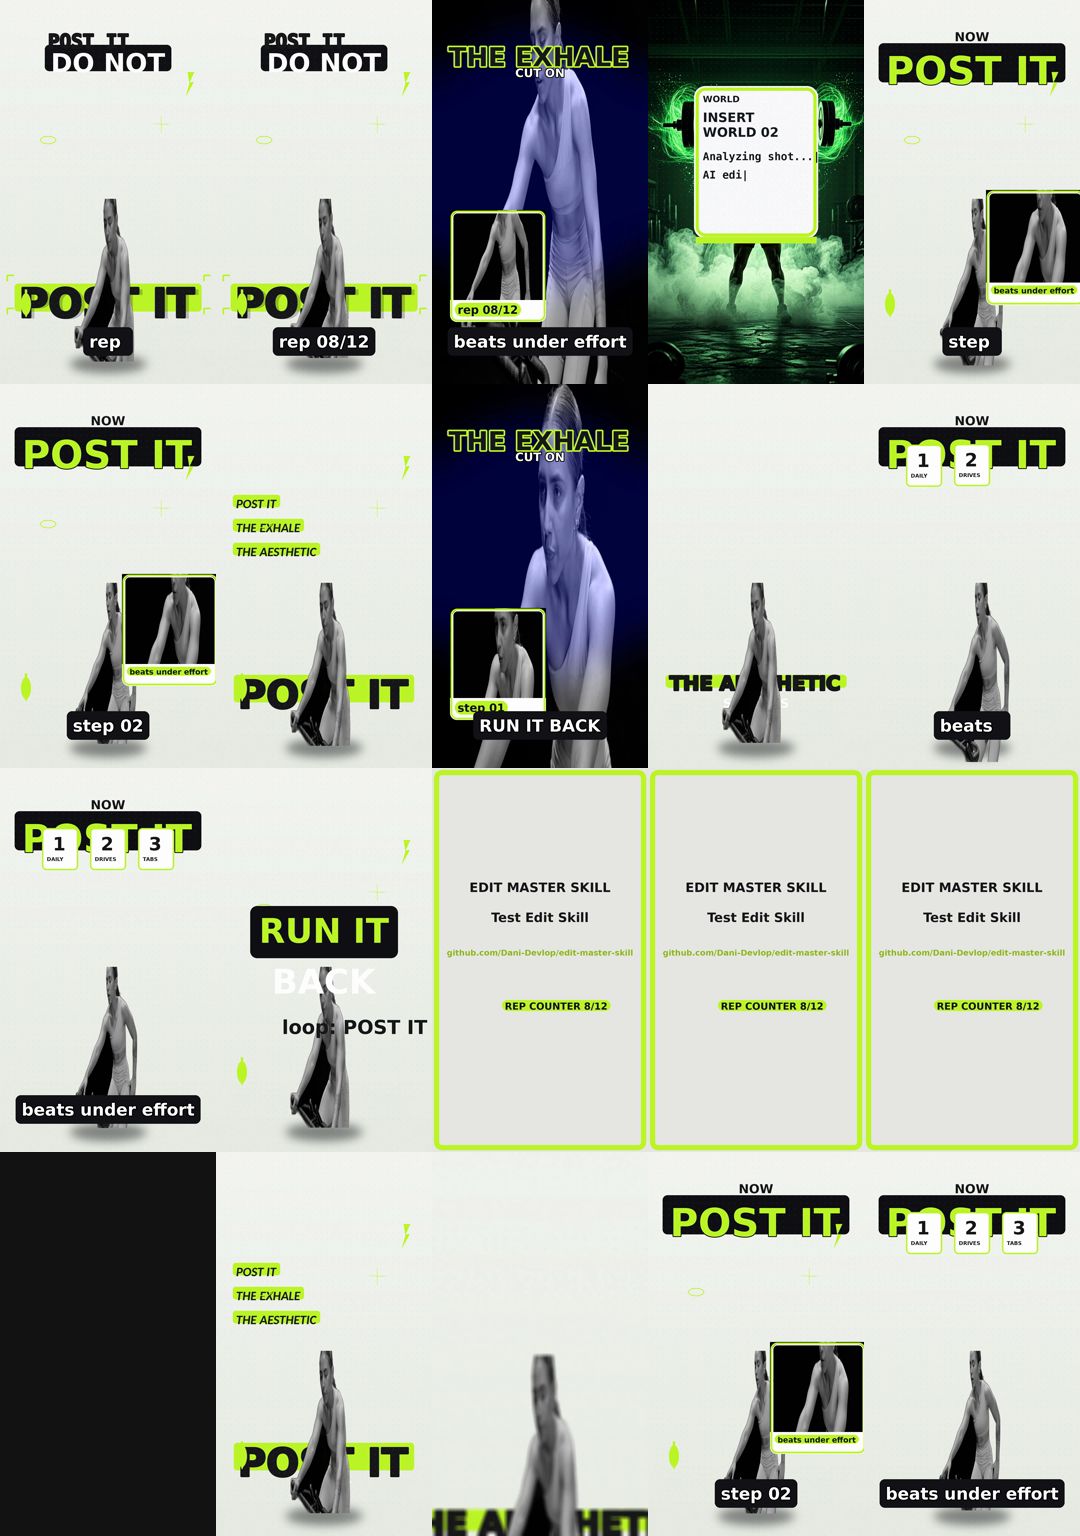 POST IT
DO NOT
POST IT
rep
POST IT
DO NOT
POST IT
rep 08/12
THE EXHALE
CUT ON
rep 08/12
beats under effort
WORLD
INSERT
WORLD 02
Analyzing shot...|
AI edi|
NOW
POST IT
beats under effort
step
NOW
POST IT
beats under effort
step 02
POST IT
THE EXHALE
THE AESTHETIC
POST IT
THE EXHALE
CUT ON
step 01
RUN IT BACK
NOW
POST IT
1
DAILY
2
DRIVES
beats
NOW
POST IT
1
DAILY
2
DRIVES
3
TABS
beats under effort
RUN IT
BACK
loop: POST IT
EDIT MASTER SKILL
Test Edit Skill
github.com/Dani-Devlop/edit-master-skill
REP COUNTER 8/12
EDIT MASTER SKILL
Test Edit Skill
github.com/Dani-Devlop/edit-master-skill
REP COUNTER 8/12
EDIT MASTER SKILL
Test Edit Skill
github.com/Dani-Devlop/edit-master-skill
REP COUNTER 8/12
POST IT
THE EXHALE
THE AESTHETIC
POST IT
NOW
POST IT
beats under effort
step 02
NOW
POST IT
1
DAILY
2
DRIVES
3
TABS
beats under effort